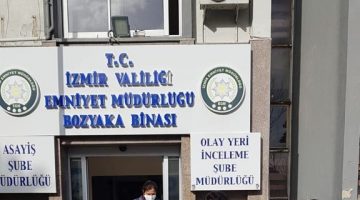 T.C.
İZMİR VALİLİĞİ
EMNİYET MÜDÜRLÜĞÜ
BOZYAKA BİNASI
ASAYİŞ
ŞUBE
MÜDÜRLÜĞÜ
OLAY YERİ
İNCELEME
ŞUBE
MÜDÜRLÜĞÜ